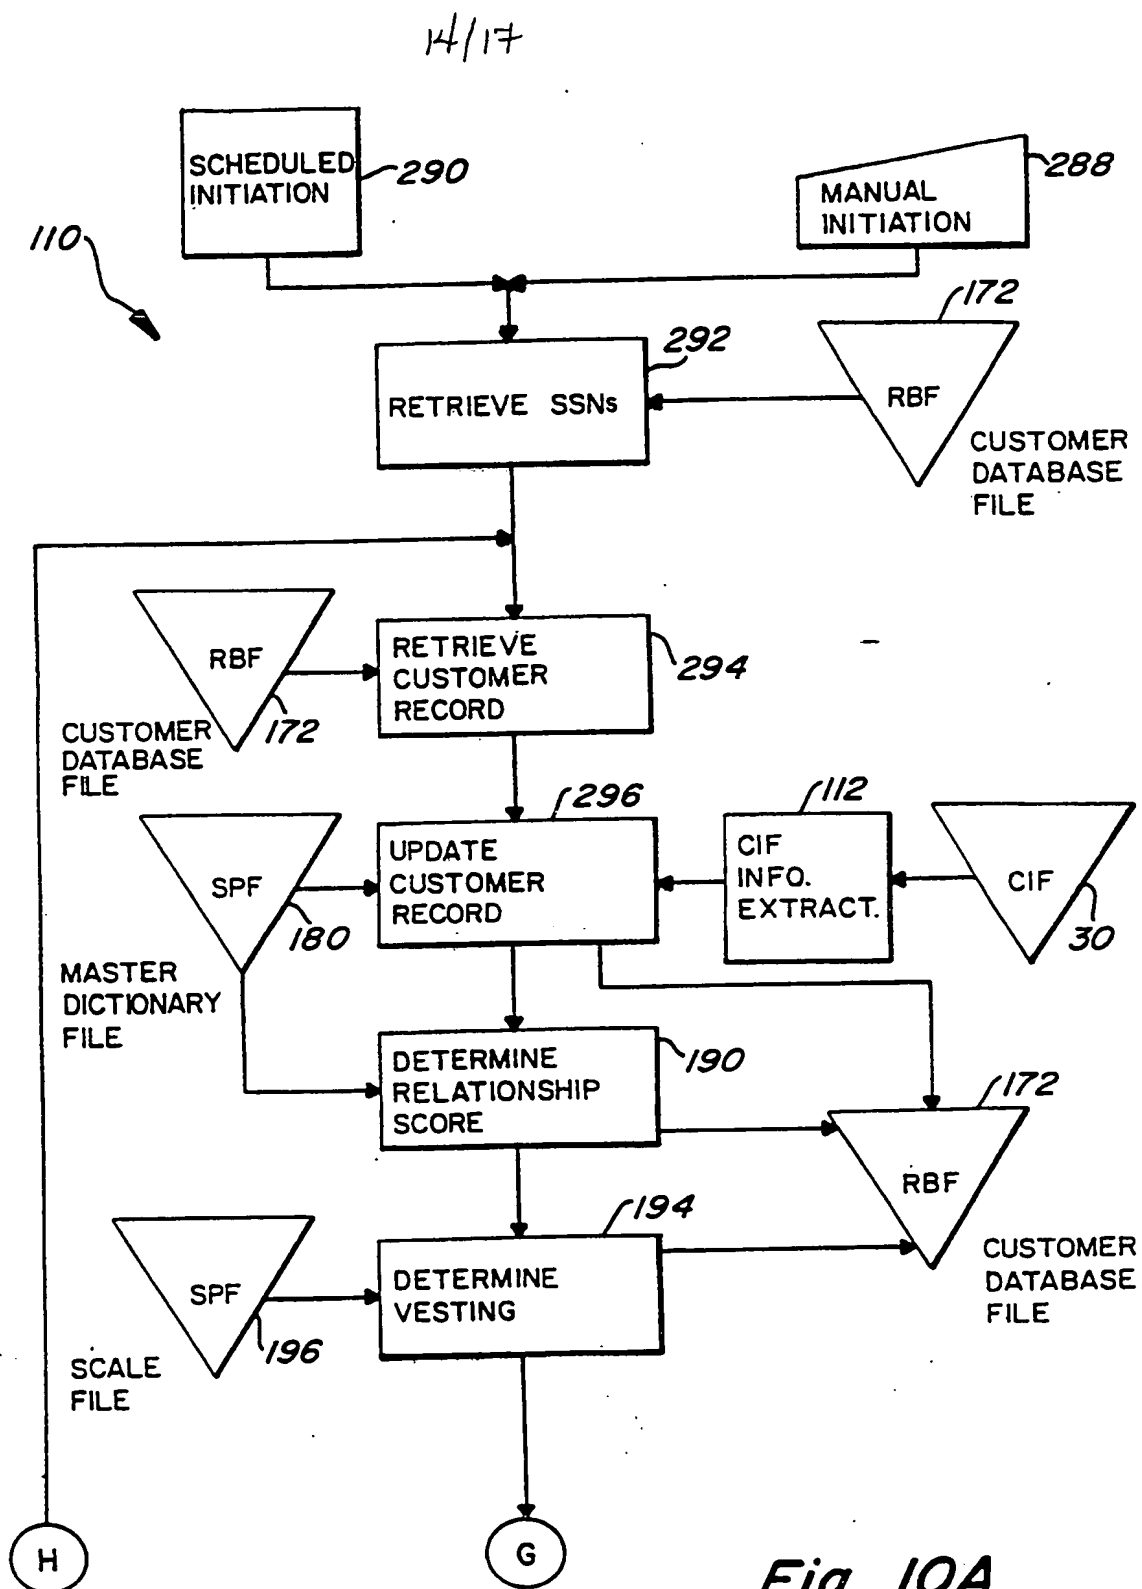 14/17
SCHEDULED
INITIATION
290
MANUAL
INITIATION
288
110
172
292
RETRIEVE SSNs
RBF
CUSTOMER
DATABASE
FILE
RBF
172
CUSTOMER
DATABASE
FILE
RETRIEVE
CUSTOMER
RECORD
294
296
112
SPF
180
UPDATE
CUSTOMER
RECORD
CIF
INFO.
EXTRACT.
CIF
30
MASTER
DICTIONARY
FILE
DETERMINE
RELATIONSHIP
SCORE
190
172
RBF
194
SPF
196
DETERMINE
VESTING
CUSTOMER
DATABASE
FILE
SCALE
FILE
H
G
Fig. 10A